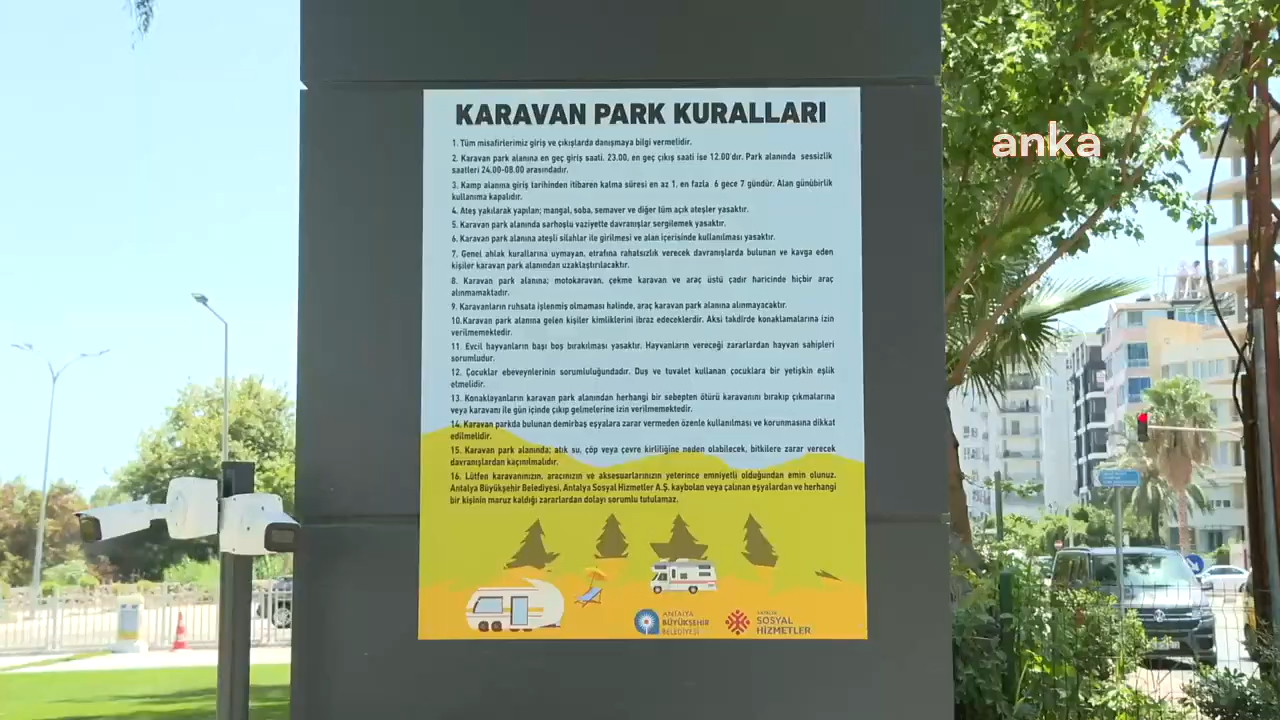 KARAVAN PARK KURALLARI
1. Tüm misafirlerimiz giriş ve çıkışlarda danışmaya bilgi vermelidir.
2. Karavan park alanına en geç giriş saati, 23.00, en geç çıkış saati ise 12.00'dır. Park alanında sessizlik
saatleri 24.00-08.00 arasındadır.
3. Kamp alanına giriş tarihinden itibaren kalma süresi en az 1, en fazla 6 gece 7 gündür. Alan günübirlik
kullanıma kapalıdır.
4. Ateş yakılarak yapılan; mangal, soba, semaver ve diğer tüm açık ateşler yasaktır.
5. Karavan park alanında sarhoşlu vaziyette davranışlar sergilemek yasaktır.
6. Karavan park alanına ateşli silahlar ile girilmesi ve alan içerisinde kullanılması yasaktır.
7. Genel ahlak kurallarına uymayan, etrafına rahatsızlık verecek davranışlarda bulunan ve kavga eden
kişiler karavan park alanından uzaklaştırılacaktır.
8. Karavan park alanına; motokaravan, çekme karavan ve araç üstü çadır haricinde hiçbir araç
alınmamaktadır.
9. Karavanların ruhsata işlenmiş olmaması halinde, araç karavan park alanına alınmayacaktır.
10.Karavan park alanına gelen kişiler kimliklerini ibraz edeceklerdir. Aksi takdirde konaklamalarına izin
verilmemektedir.
11. Evcil hayvanların başı boş bırakılması yasaktır. Hayvanların vereceği zararlardan hayvan sahipleri
sorumludur.
12. Çocuklar ebeveynlerinin sorumluluğundadır. Duş ve tuvalet kullanan çocuklara bir yetişkin eşlik
etmelidir.
13. Konaklayanların karavan park alanından herhangi bir sebepten ötürü karavanını bırakıp çıkmalarına
veya karavanı ile gün içinde çıkıp gelmelerine izin verilmemektedir.
14. Karavan parkda bulunan demirbaş eşyalara zarar vermeden özenle kullanılması ve korunmasına dikkat
edilmelidir.
15. Karavan park alanında; atık su, çöp veya çevre kirliliğine neden olabilecek, bitkilere zarar verecek
davranışlardan kaçınılmalıdır.
16. Lütfen karavanınızın, aracınızın ve aksesuarlarınızın yeterince emniyetli olduğundan emin olunuz.
Antalya Büyükşehir Belediyesi, Antalya Sosyal Hizmetler A.Ş. kaybolan veya çalınan eşyalardan ve herhangi
bir kişinin maruz kaldığı zararlardan dolayı sorumlu tutulamaz.
ANTALYA
BÜYÜKŞEHİR
BELEDİYESİ
ANTALYA
SOSYAL
HİZMETLER
anka